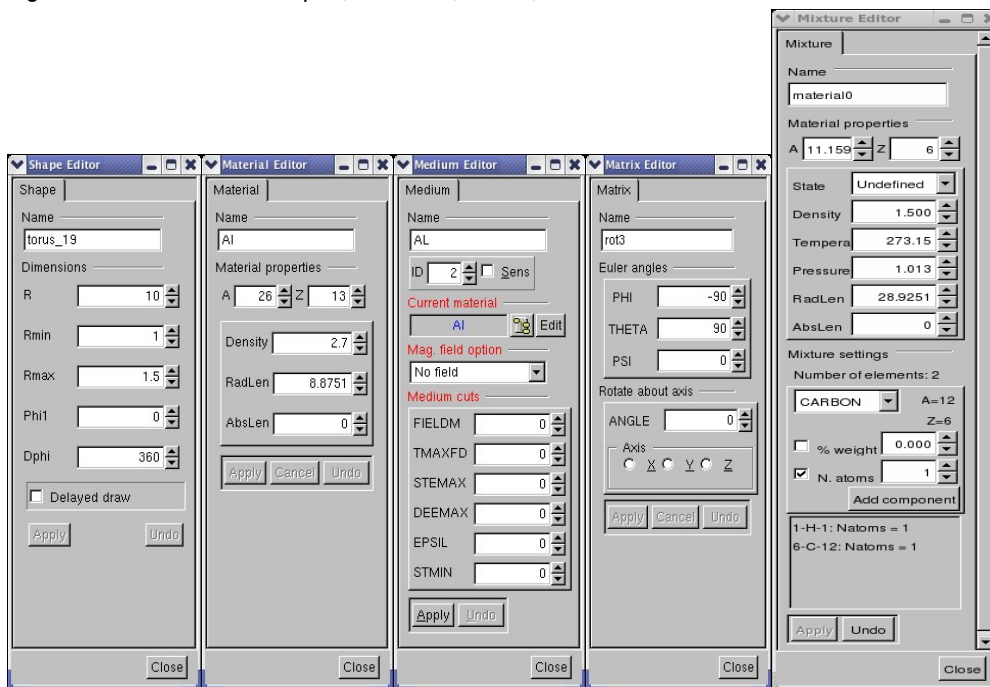 Shape Editor
Shape
Name
torus_19
Dimensions
R 10
Rmin 1
Rmax 1.5
Phi1 0
Dphi 360
Delayed draw
Apply Undo
Close
Material Editor
Material
Name
Al
Material properties
A 26 Z 13
Density 2.7
RadLen 8.8751
AbsLen 0
Apply Cancel Undo
Close
Medium Editor
Medium
Name
AL
ID 2 Sens
Current material
Al Edit
Mag. field option
No field
Medium cuts
FIELDM 0
TMAXFD 0
STEMAX 0
DEEMAX 0
EPSIL 0
STMIN 0
Apply Undo
Close
Matrix Editor
Matrix
Name
rot3
Euler angles
PHI -90
THETA 90
PSI 0
Rotate about axis
ANGLE 0
Axis
X Y Z
Apply Cancel Undo
Close
Mixture Editor
Mixture
Name
material0
Material properties
A 11.159 Z 6
State Undefined
Density 1.500
Tempera 273.15
Pressure 1.013
RadLen 28.9251
AbsLen 0
Mixture settings
Number of elements: 2
CARBON A=12
Z=6
% weight 0.000
N. atoms 1
Add component
1-H-1: Natoms = 1
6-C-12: Natoms = 1
Apply Undo
Close